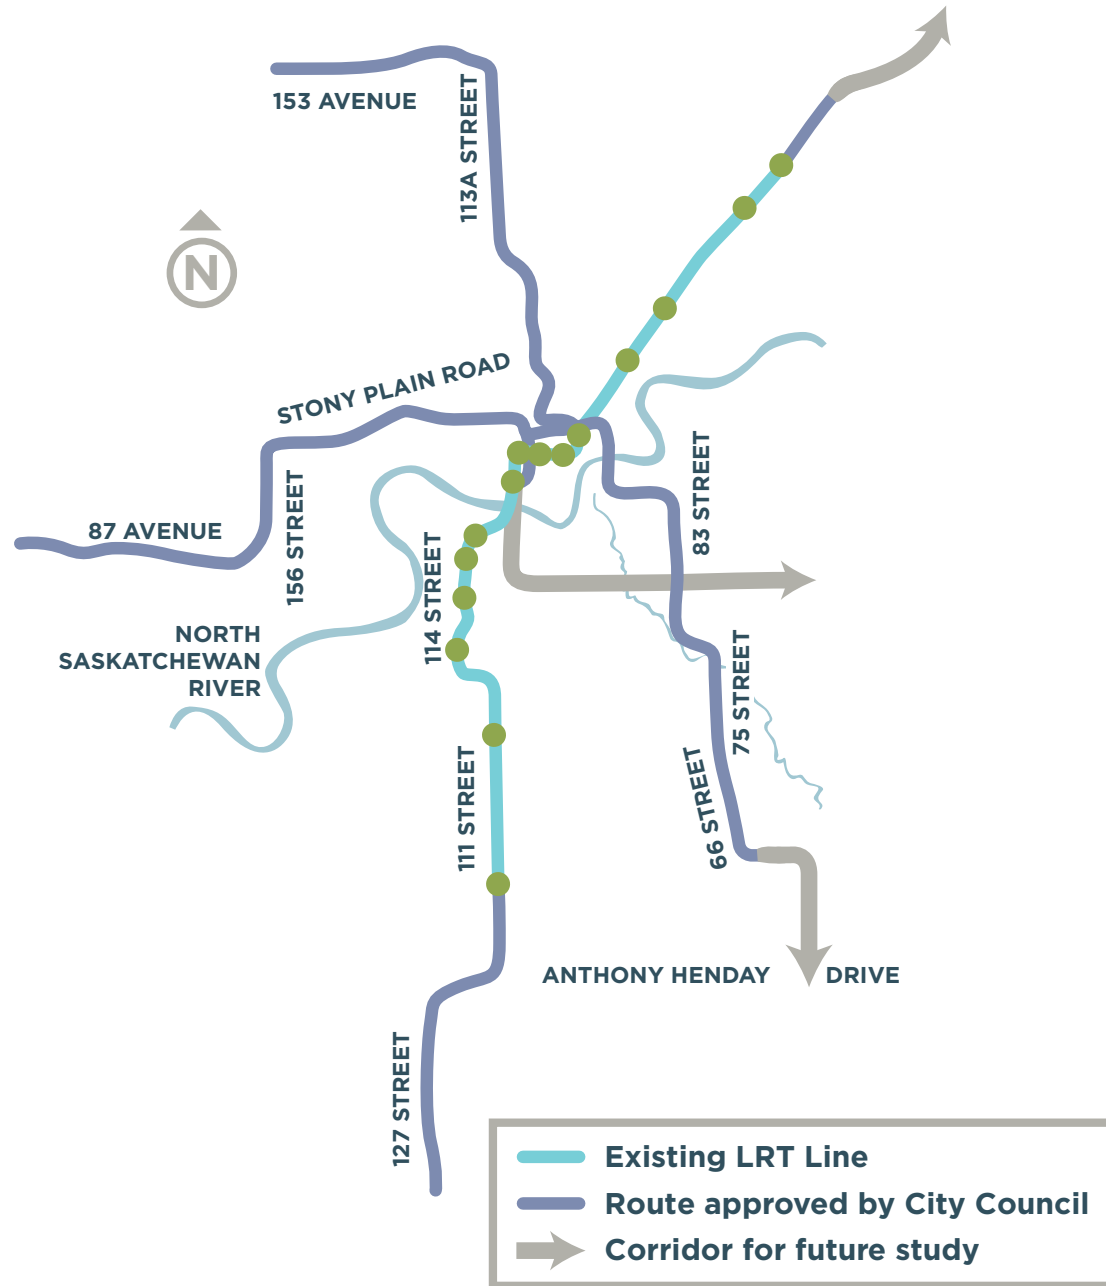 153 AVENUE
113A STREET
N
STONY PLAIN ROAD
83 STREET
87 AVENUE
156 STREET
114 STREET
NORTH
SASKATCHEWAN
RIVER
75 STREET
66 STREET
111 STREET
ANTHONY HENDAY DRIVE
127 STREET
Existing LRT Line
Route approved by City Council
Corridor for future study